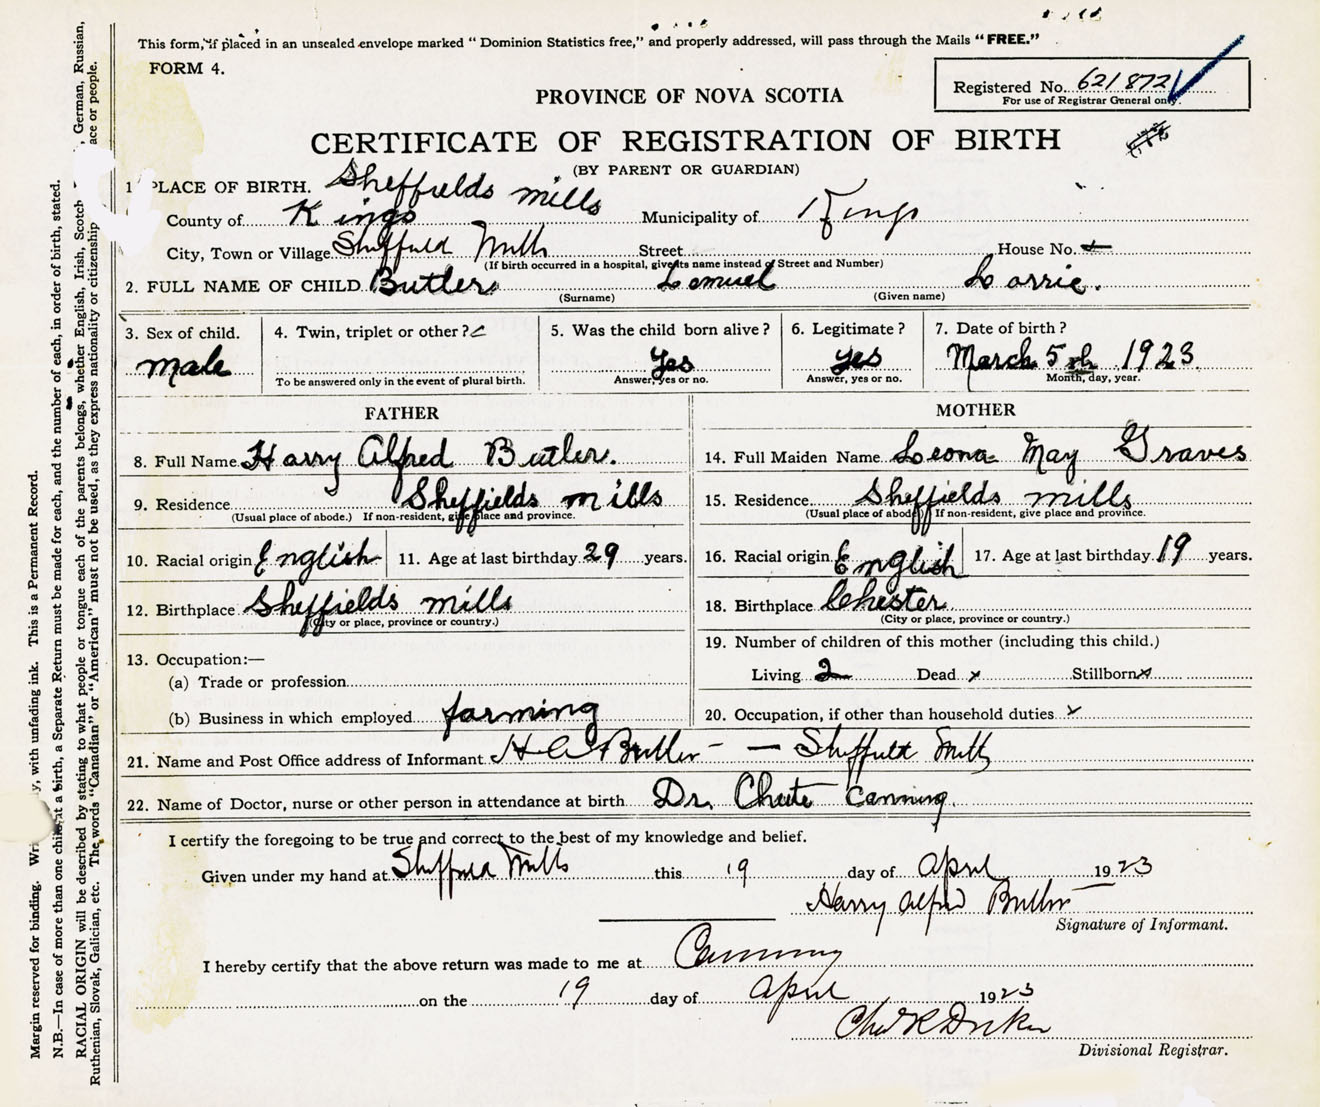 This form, if placed in an unsealed envelope marked “Dominion Statistics free,” and properly addressed, will pass through the Mails “FREE.”
FORM 4.
Registered No. 621872
For use of Registrar General only.
PROVINCE OF NOVA SCOTIA
CERTIFICATE OF REGISTRATION OF BIRTH
(BY PARENT OR GUARDIAN)
1 PLACE OF BIRTH. Sheffields mills
County of Kings Municipality of Kings
City, Town or Village Sheffield Mills Street House No.
(If birth occurred in a hospital, give its name instead of Street and Number)
2. FULL NAME OF CHILD Butler Lemuel Lorrie.
(Surname) (Given name)
3. Sex of child. 4. Twin, triplet or other? 5. Was the child born alive? 6. Legitimate? 7. Date of birth?
male Yes yes March 5th 1923.
To be answered only in the event of plural birth. Answer, yes or no. Answer, yes or no. Month, day, year.
FATHER
8. Full Name Harry Alfred Butler.
9. Residence Sheffields mills
(Usual place of abode.) If non-resident, give place and province.
10. Racial origin English 11. Age at last birthday 29 years.
12. Birthplace Sheffields mills
(City or place, province or country.)
13. Occupation:—
(a) Trade or profession
(b) Business in which employed farming
MOTHER
14. Full Maiden Name Leona May Graves
15. Residence Sheffields mills
(Usual place of abode) If non-resident, give place and province.
16. Racial origin English 17. Age at last birthday 19 years.
18. Birthplace Chester
(City or place, province or country.)
19. Number of children of this mother (including this child.)
Living 2 Dead x Stillborn x
20. Occupation, if other than household duties
21. Name and Post Office address of Informant H A Butler — Sheffield Mills
22. Name of Doctor, nurse or other person in attendance at birth Dr. Chute Canning.
I certify the foregoing to be true and correct to the best of my knowledge and belief.
Given under my hand at Sheffield Mills this 19 day of April 1923
Harry Alfred Butler
Signature of Informant.
I hereby certify that the above return was made to me at Canning
on the 19 day of April 1923
Divisional Registrar.
Margin reserved for binding. with unfading ink. This is a Permanent Record.
N.B.—In case of more than one child at a birth, a Separate Return must be made for each, and the number of each, in order of birth, stated.
RACIAL ORIGIN will be described by stating to what people or tongue each of the parents belongs, whether English, Irish, Scotch, German, Russian,
Ruthenian, Slovak, Galician, etc. The words “Canadian” or “American” must not be used, as they express nationality or citizenship race or people.